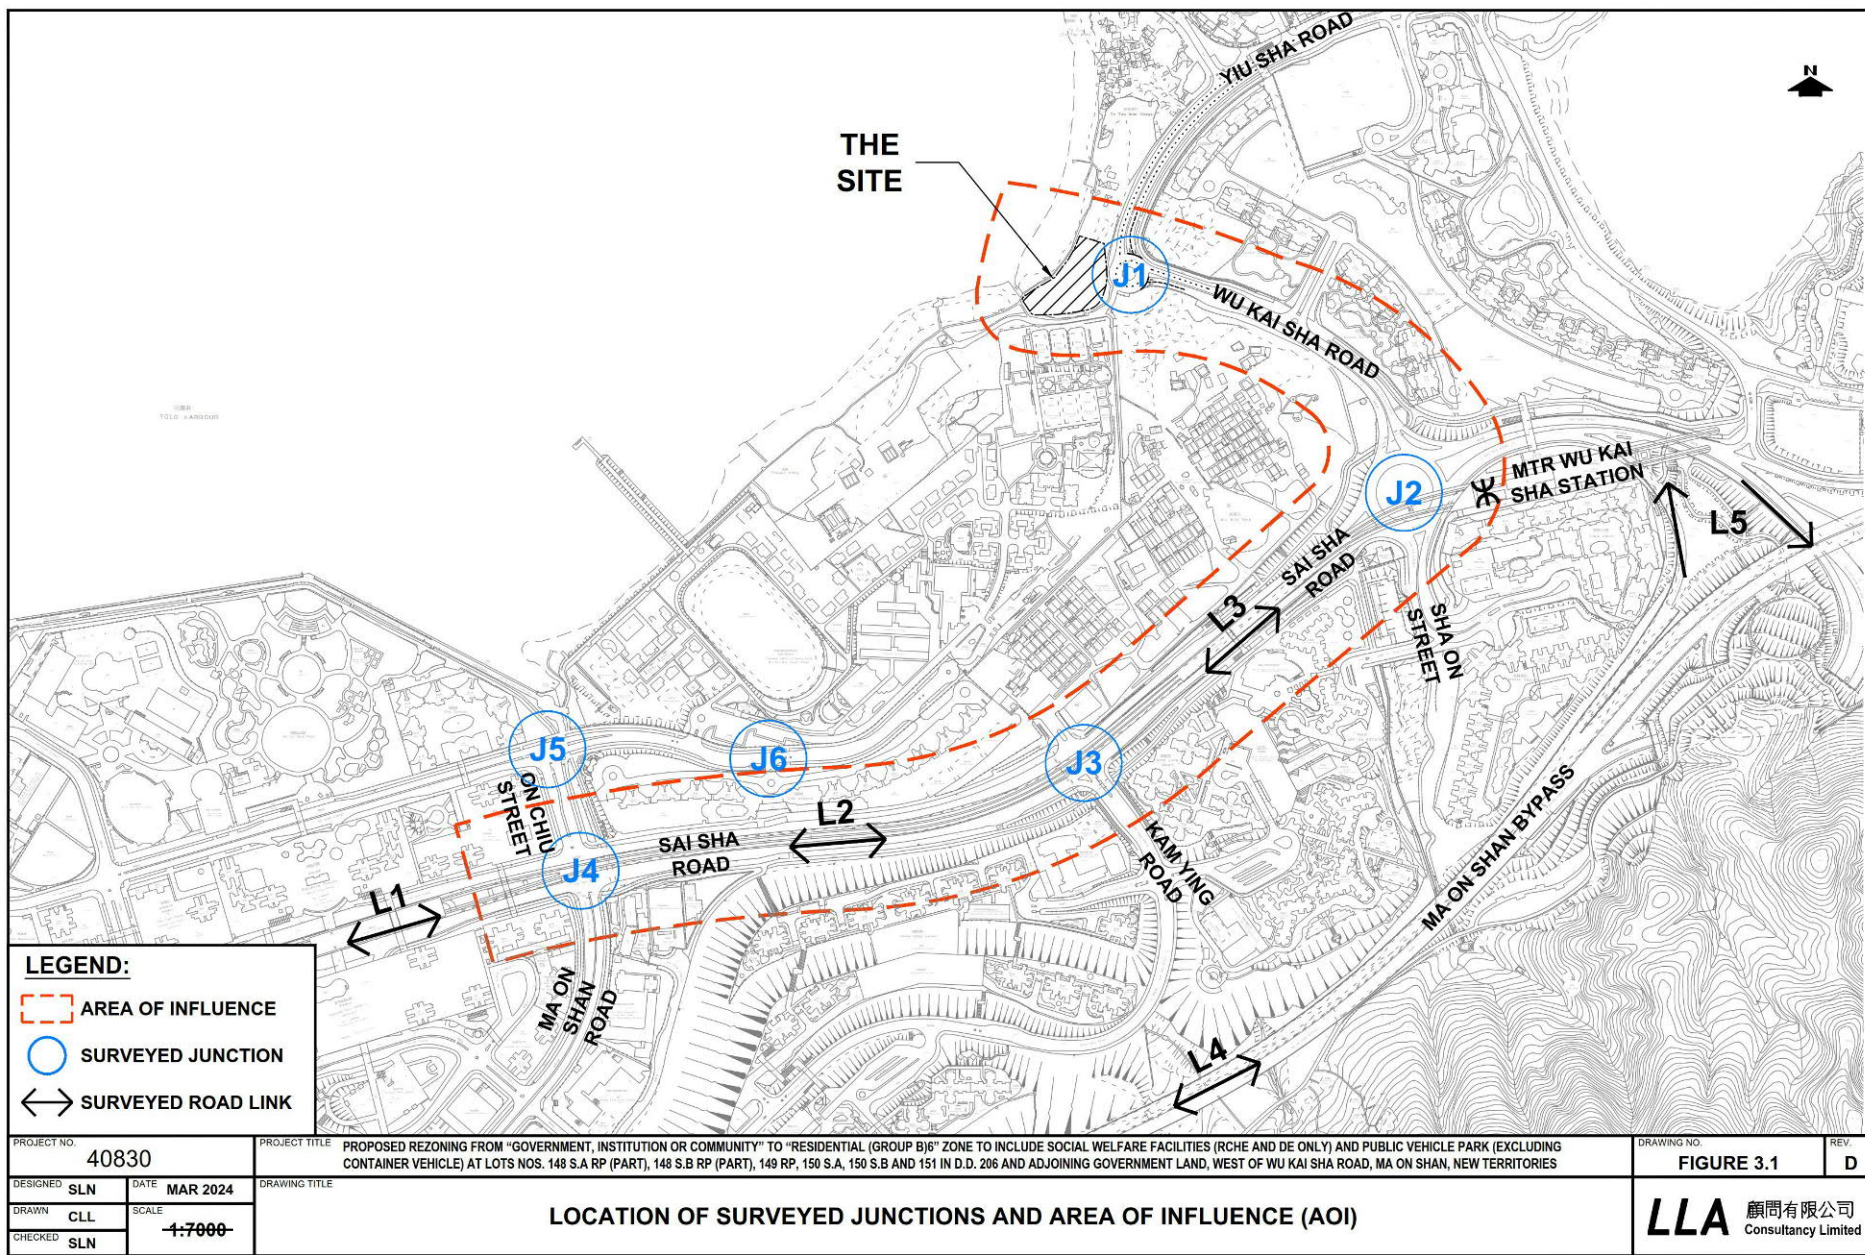 YIU SHA ROAD
N
THE
SITE
J1
WU KAI SHA ROAD
TOLO HARBOUR
J2
MTR WU KAI
SHA STATION
L5
SAI SHA
ROAD
L3
SHA ON
STREET
J5
J6
J3
ON CHIU
STREET
L2
SAI SHA
ROAD
J4
KAM YING
ROAD
MA ON SHAN BYPASS
L1
MA ON
SHAN
ROAD
L4
LEGEND:
AREA OF INFLUENCE
SURVEYED JUNCTION
SURVEYED ROAD LINK
PROJECT NO.
40830
PROJECT TITLE
PROPOSED REZONING FROM “GOVERNMENT, INSTITUTION OR COMMUNITY” TO “RESIDENTIAL (GROUP B)6” ZONE TO INCLUDE SOCIAL WELFARE FACILITIES (RCHE AND DE ONLY) AND PUBLIC VEHICLE PARK (EXCLUDING
CONTAINER VEHICLE) AT LOTS NOS. 148 S.A RP (PART), 148 S.B RP (PART), 149 RP, 150 S.A, 150 S.B AND 151 IN D.D. 206 AND ADJOINING GOVERNMENT LAND, WEST OF WU KAI SHA ROAD, MA ON SHAN, NEW TERRITORIES
DRAWING NO.
FIGURE 3.1
REV.
D
DESIGNED SLN
DATE MAR 2024
DRAWN CLL
SCALE
1:7000
CHECKED SLN
DRAWING TITLE
LOCATION OF SURVEYED JUNCTIONS AND AREA OF INFLUENCE (AOI)
LLA 顧問有限公司
Consultancy Limited